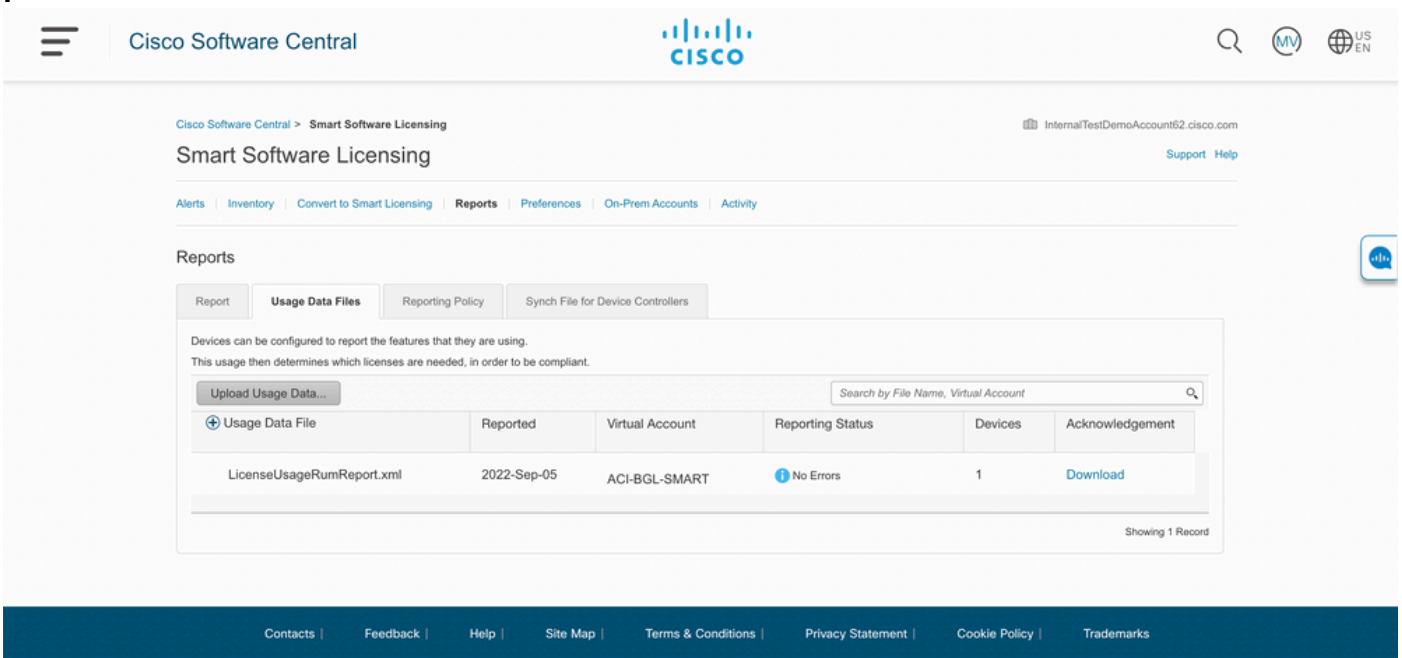 Cisco Software Central
CISCO
MV
US
EN
Cisco Software Central > Smart Software Licensing
InternalTestDemoAccount62.cisco.com
Smart Software Licensing
Support Help
Alerts | Inventory | Convert to Smart Licensing | Reports | Preferences | On-Prem Accounts | Activity
Reports
Report Usage Data Files Reporting Policy Synch File for Device Controllers
Devices can be configured to report the features that they are using.
This usage then determines which licenses are needed, in order to be compliant.
Upload Usage Data... Search by File Name, Virtual Account
Usage Data File Reported Virtual Account Reporting Status Devices Acknowledgement
LicenseUsageRumReport.xml 2022-Sep-05 ACI-BGL-SMART No Errors 1 Download
Showing 1 Record
Contacts | Feedback | Help | Site Map | Terms & Conditions | Privacy Statement | Cookie Policy | Trademarks